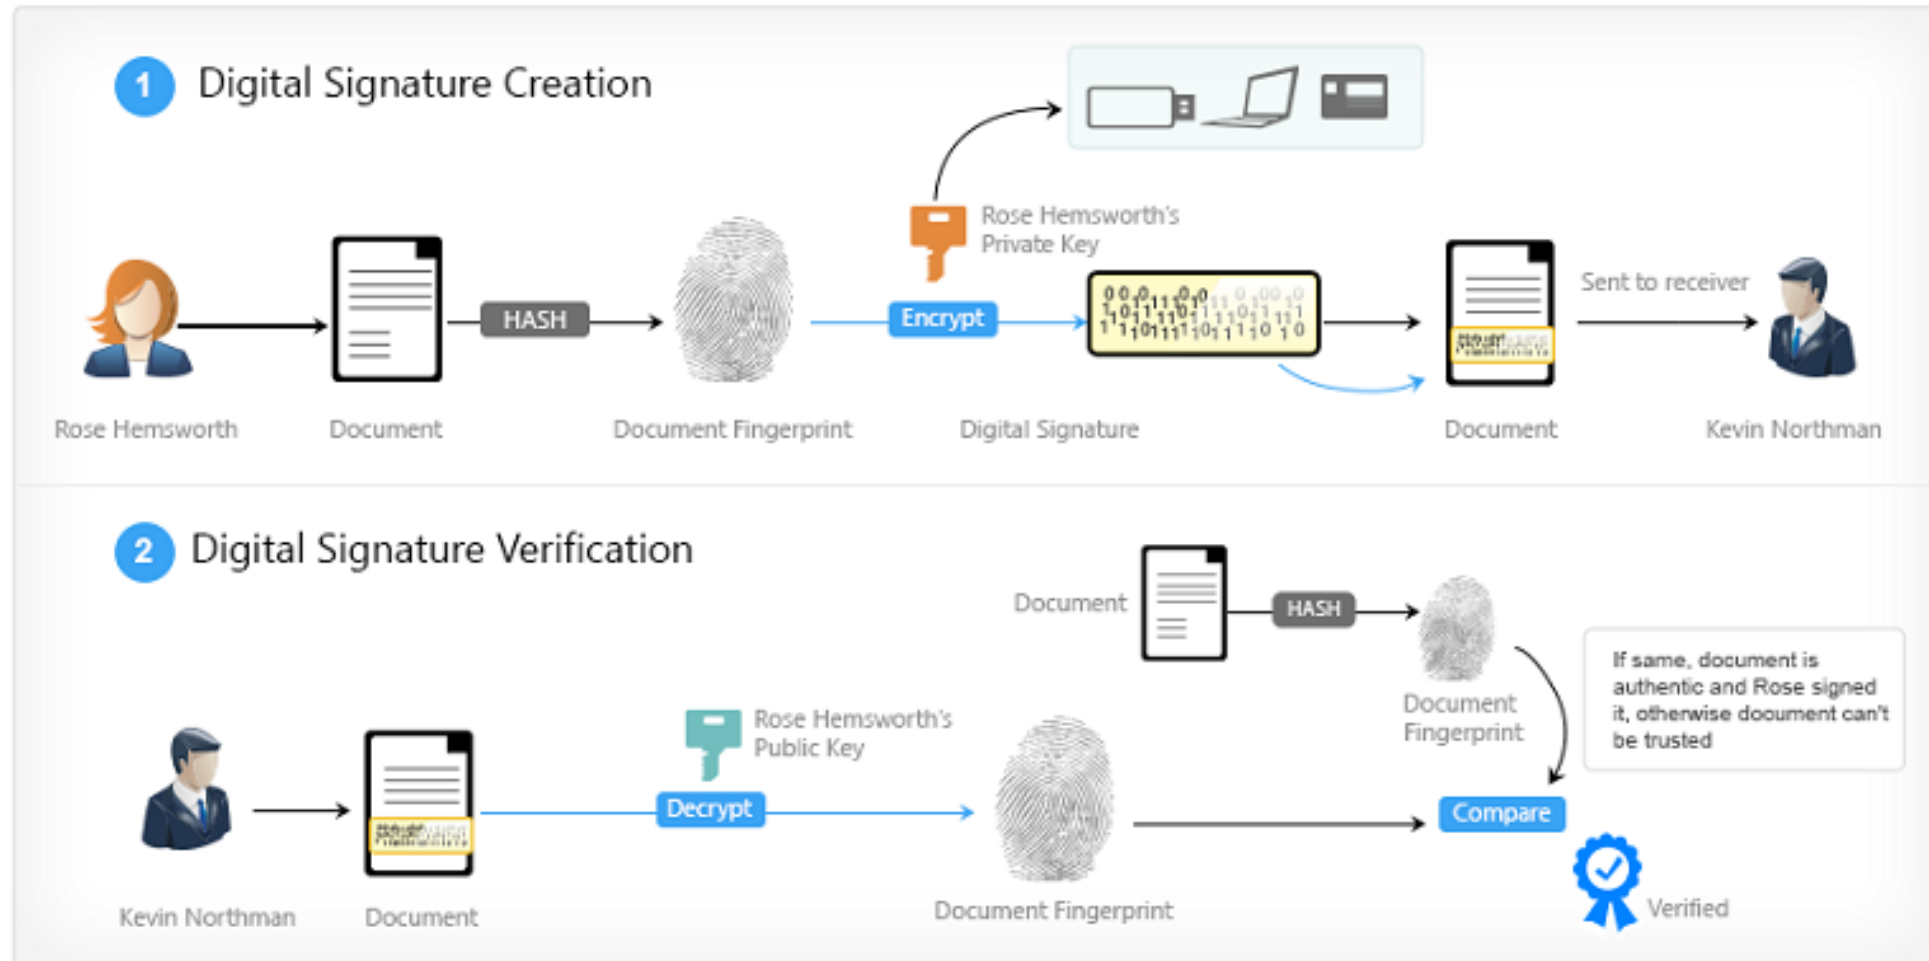 1 Digital Signature Creation
Rose Hemsworth's
Private Key
HASH
Encrypt
Sent to receiver
Rose Hemsworth
Document
Document Fingerprint
Digital Signature
Document
Kevin Northman
2 Digital Signature Verification
Document
HASH
Document
Fingerprint
If same, document is
authentic and Rose signed
it, otherwise document can't
be trusted
Rose Hemsworth's
Public Key
Decrypt
Compare
Kevin Northman
Document
Document Fingerprint
Verified